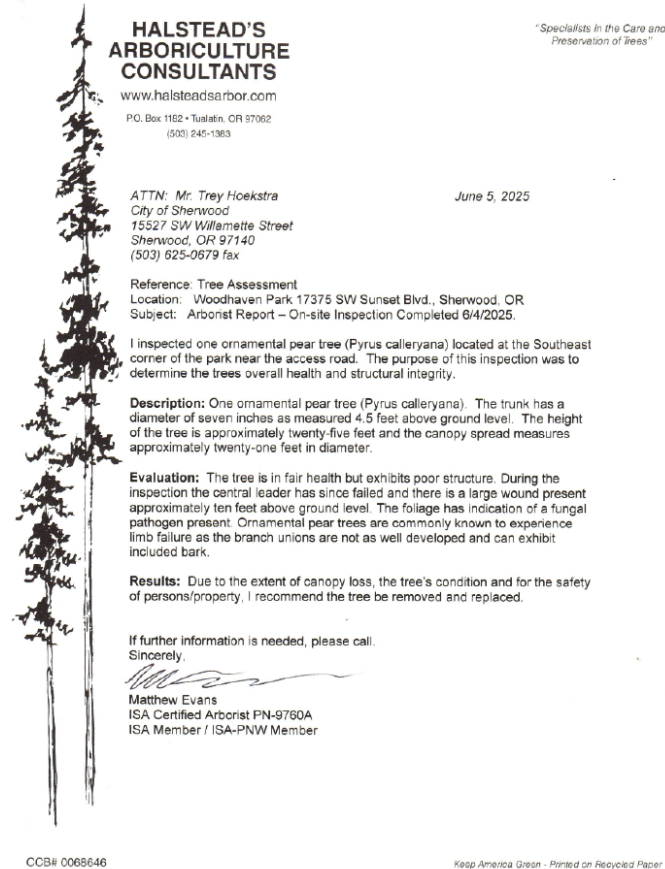 HALSTEAD'S
ARBORICULTURE
CONSULTANTS
"Specialists in the Care and
Preservation of Trees"
www.halsteadsarbor.com
P.O. Box 1182 • Tualatin, OR 97062
(503) 245-1383
ATTN: Mr. Trey Hoekstra
June 5, 2025
City of Sherwood
15527 SW Willamette Street
Sherwood, OR 97140
(503) 625-0679 fax
Reference: Tree Assessment
Location: Woodhaven Park 17375 SW Sunset Blvd., Sherwood, OR
Subject: Arborist Report – On-site Inspection Completed 6/4/2025.
I inspected one ornamental pear tree (Pyrus calleryana) located at the Southeast
corner of the park near the access road. The purpose of this inspection was to
determine the trees overall health and structural integrity.
Description: One ornamental pear tree (Pyrus calleryana). The trunk has a
diameter of seven inches as measured 4.5 feet above ground level. The height
of the tree is approximately twenty-five feet and the canopy spread measures
approximately twenty-one feet in diameter.
Evaluation: The tree is in fair health but exhibits poor structure. During the
inspection the central leader has since failed and there is a large wound present
approximately ten feet above ground level. The foliage has indication of a fungal
pathogen present. Ornamental pear trees are commonly known to experience
limb failure as the branch unions are not as well developed and can exhibit
included bark.
Results: Due to the extent of canopy loss, the tree's condition and for the safety
of persons/property, I recommend the tree be removed and replaced.
If further information is needed, please call.
Sincerely,
Matthew Evans
ISA Certified Arborist PN-9760A
ISA Member / ISA-PNW Member
CCB# 0068646
Keep America Green - Printed on Recycled Paper